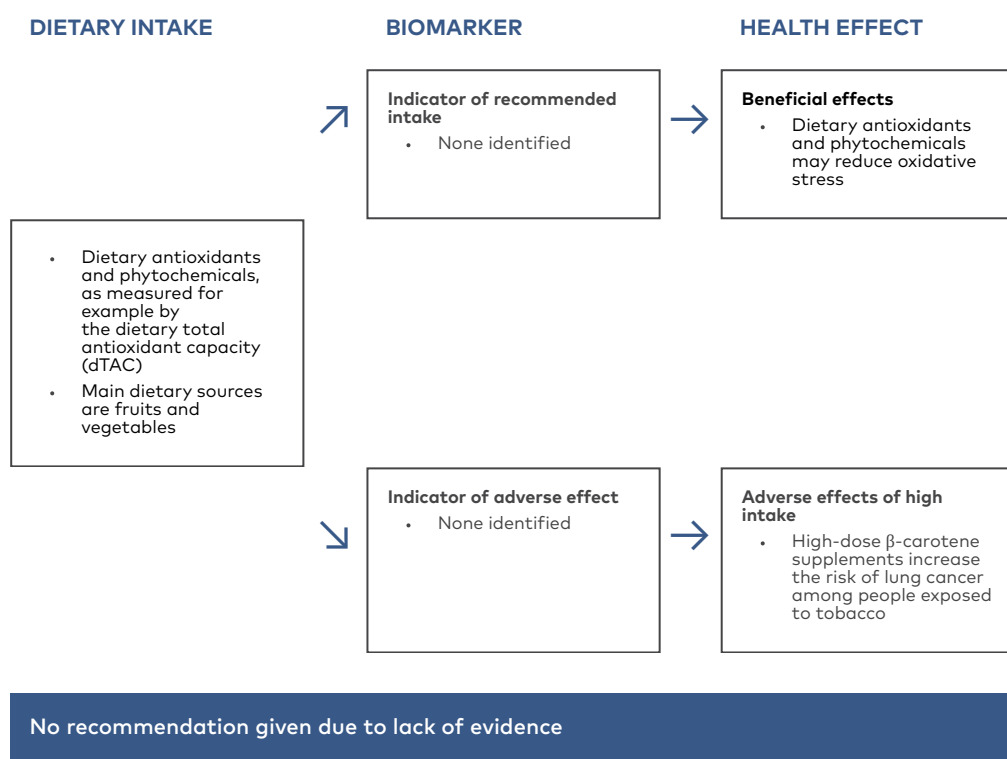 DIETARY INTAKE
BIOMARKER
HEALTH EFFECT
Indicator of recommended
intake
• None identified
Beneficial effects
• Dietary antioxidants
and phytochemicals
may reduce oxidative
stress
• Dietary antioxidants
and phytochemicals,
as measured for
example by
the dietary total
antioxidant capacity
(dTAC)
• Main dietary sources
are fruits and
vegetables
Indicator of adverse effect
• None identified
Adverse effects of high
intake
• High-dose β-carotene
supplements increase
the risk of lung cancer
among people exposed
to tobacco
No recommendation given due to lack of evidence